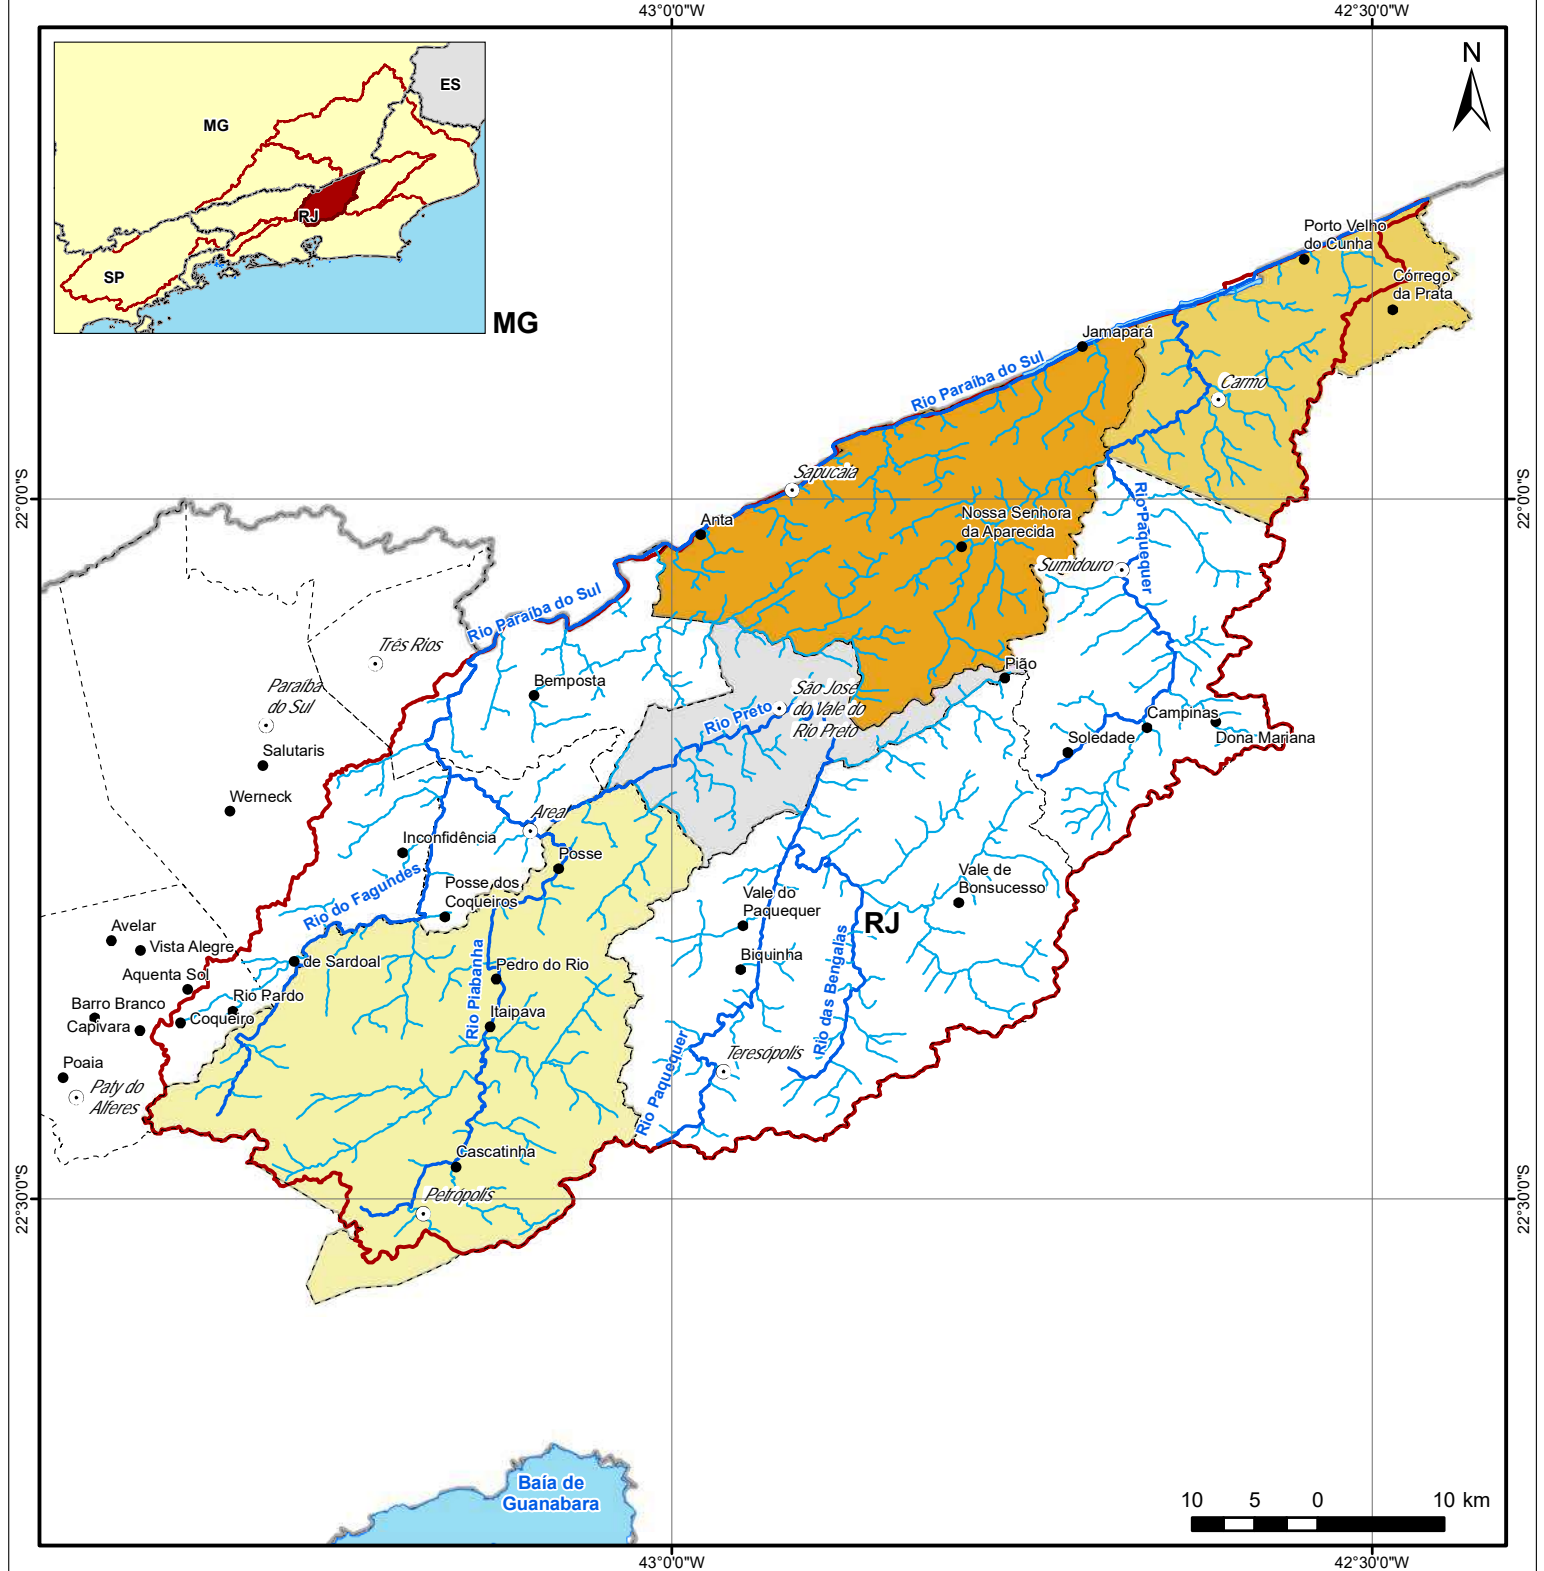 43°0'0"W
42°30'0"W
ES
MG
RJ
SP
MG
N
Porto Velho
do Cunha
Córrego
da Prata
Jamapará
Rio Paraíba do Sul
Carmo
Sapucaia
22°0'0"S
22°0'0"S
Anta
Nossa Senhora
da Aparecida
Rio Paquequer
Sumidouro
Rio Paraíba do Sul
Três Rios
Pião
Paraíba
do Sul
Bemposta
São José
do Vale do
Rio Preto
Rio Preto
Campinas
Soledade
Dona Mariana
Salutaris
Werneck
Areal
Inconfidência
Posse
Rio do Fagundes
Posse dos
Coqueiros
Vale de
Bonsucesso
Vale do
Paquequer
RJ
Avelar
Vista Alegre
Biquinha
de Sardoal
Pedro do Rio
Aquenta Sol
Rio Piabanha
Rio das Bengalas
Barro Branco
Rio Pardo
Capivara
Coqueiro
Itaipava
Poaia
Teresópolis
Paty do
Alferes
Rio Paquequer
Cascatinha
Petrópolis
22°30'0"S
22°30'0"S
Baía de
Guanabara
10 5 0 10 km
43°0'0"W
42°30'0"W